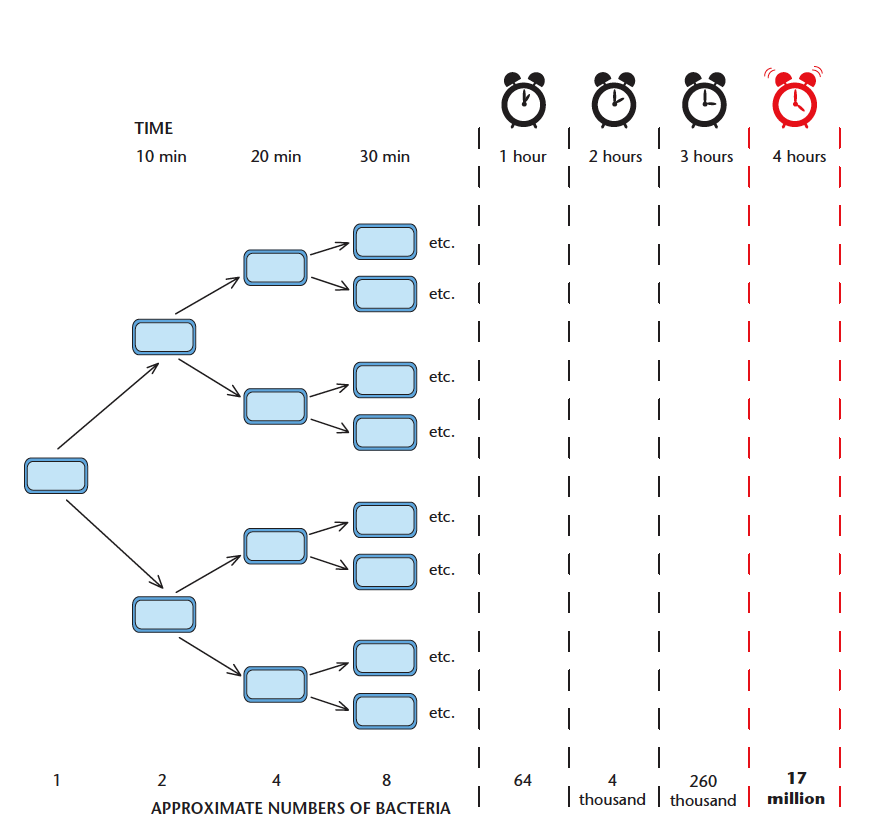 TIME
10 min 20 min 30 min 1 hour 2 hours 3 hours 4 hours
etc.
etc.
etc.
etc.
etc.
etc.
etc.
etc.
1 2 4 8 64 4 thousand 260 thousand 17 million
APPROXIMATE NUMBERS OF BACTERIA